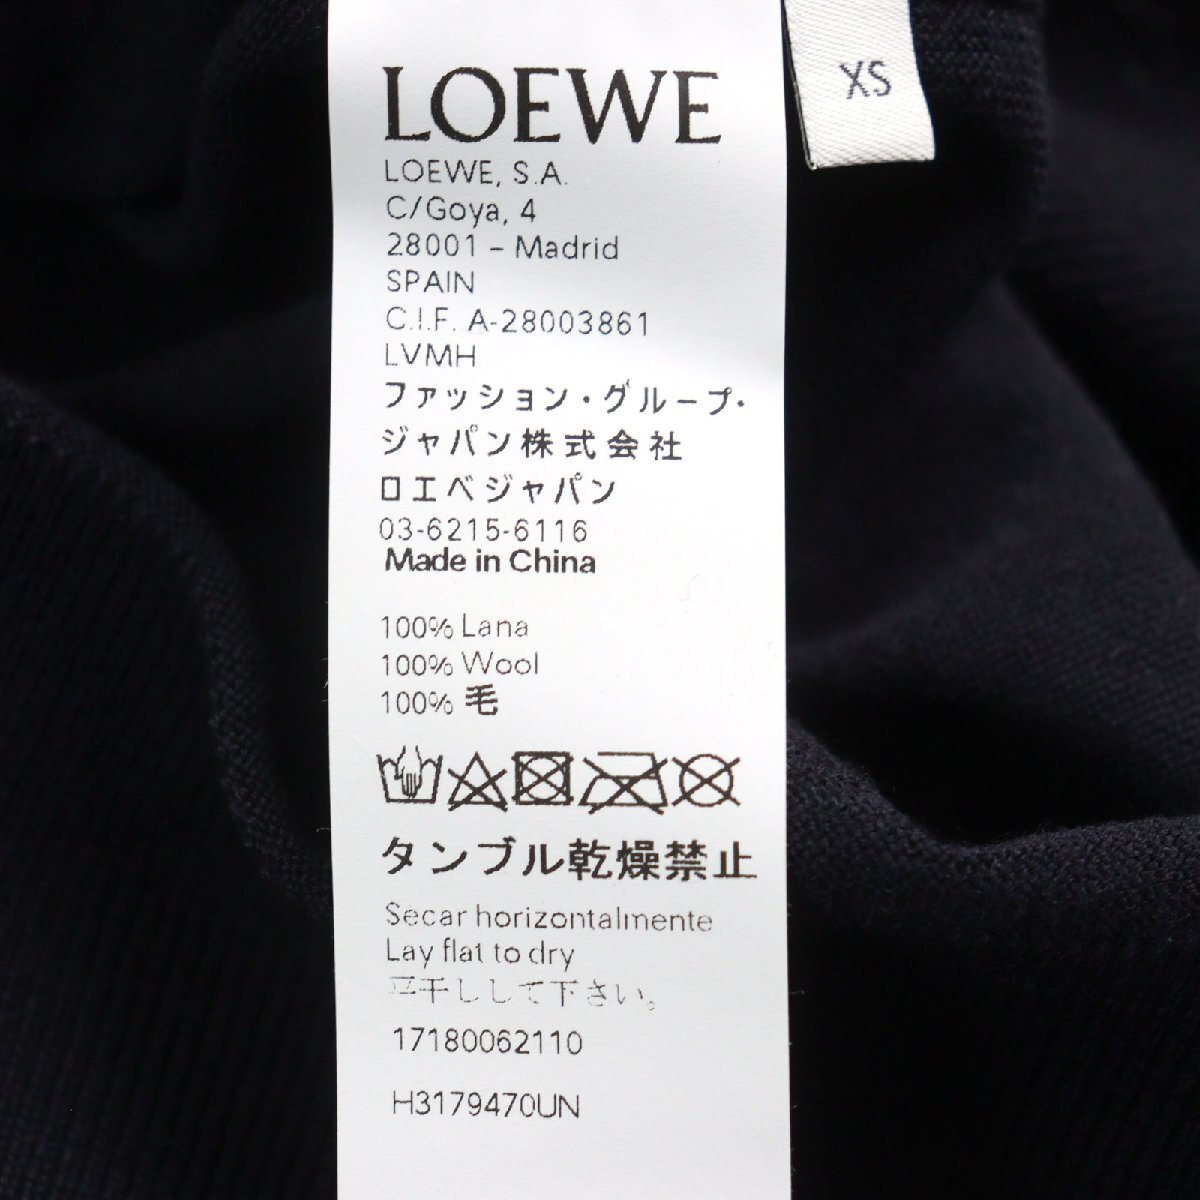 LOEWE
XS
LOEWE, S.A.
C/Goya, 4
28001 – Madrid
SPAIN
C.I.F. A-28003861
LVMH
ファッション・グループ・
ジャパン株式会社
ロエベジャパン
03-6215-6116
Made in China
100% Lana
100% Wool
100% 毛
タンブル乾燥禁止
Secar horizontalmente
Lay flat to dry
平干しして下さい。
17180062110
H3179470UN